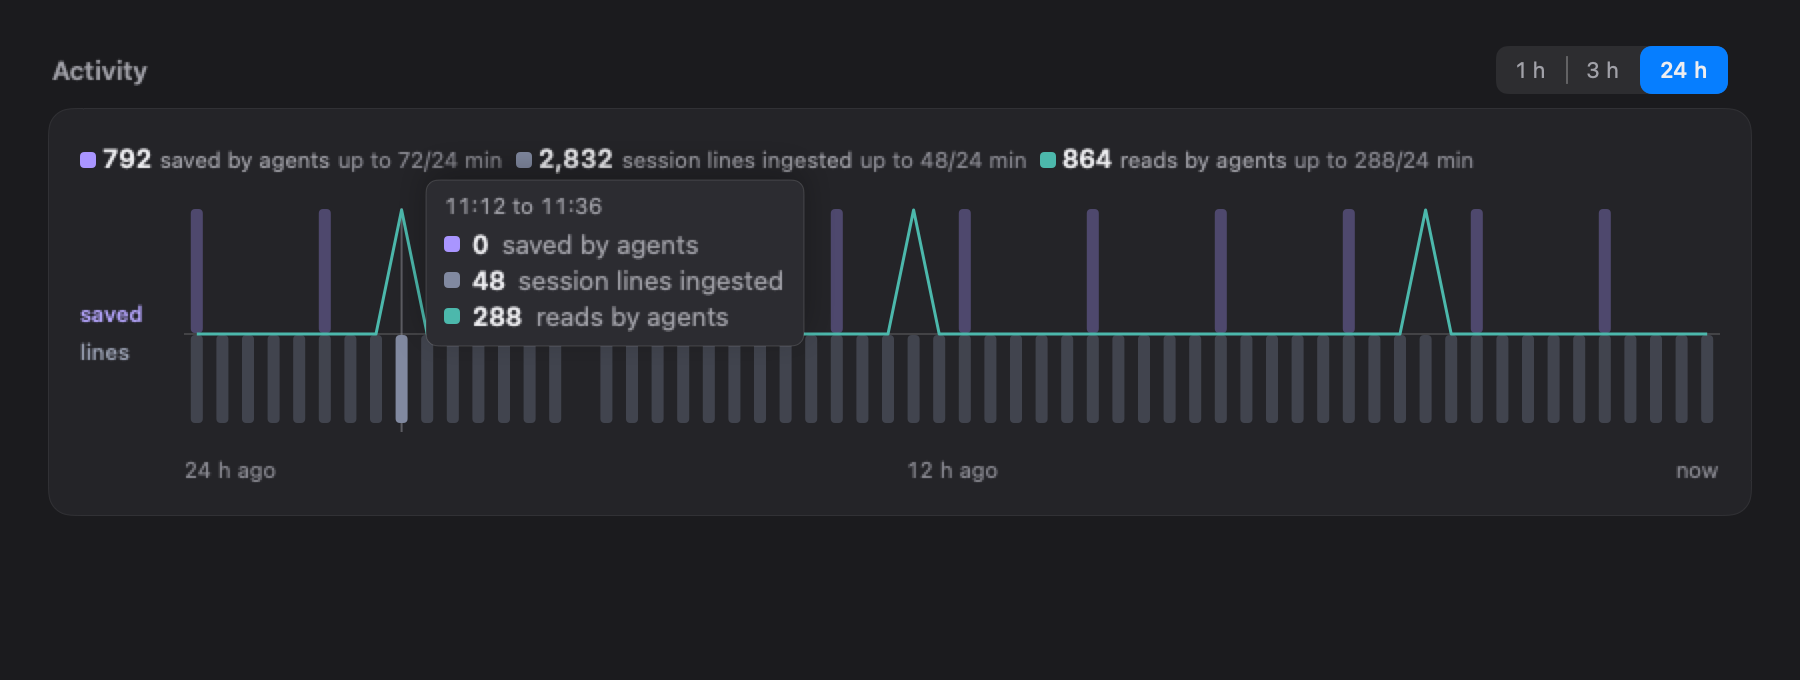 Activity
1 h 3 h 24 h
792 saved by agents up to 72/24 min 2,832 session lines ingested up to 48/24 min 864 reads by agents up to 288/24 min
11:12 to 11:36
0 saved by agents
48 session lines ingested
288 reads by agents
saved
lines
24 h ago 12 h ago now